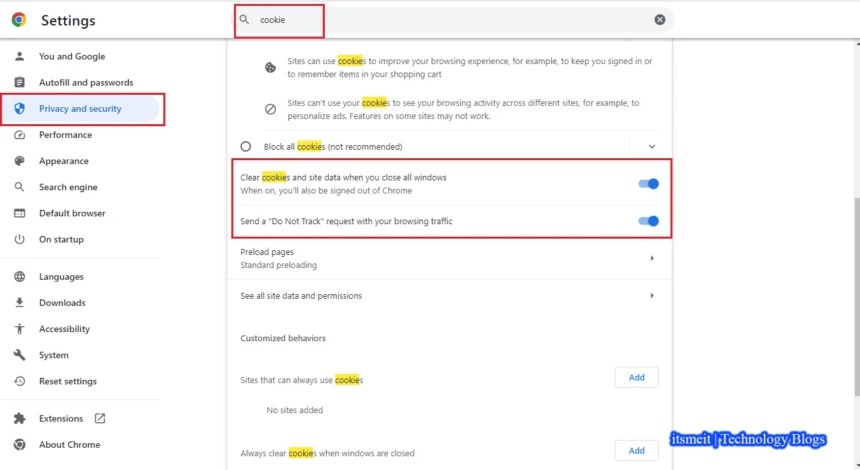 Settings
cookie
You and Google
Autofill and passwords
Privacy and security
Performance
Appearance
Search engine
Default browser
On startup
Languages
Downloads
Accessibility
System
Reset settings
Extensions
About Chrome
Sites can use cookies to improve your browsing experience, for example, to keep you signed in or
to remember items in your shopping cart
Sites can't use your cookies to see your browsing activity across different sites, for example, to
personalize ads. Features on some sites may not work.
Block all cookies (not recommended)
Clear cookies and site data when you close all windows
When on, you'll also be signed out of Chrome
Send a "Do Not Track" request with your browsing traffic
Preload pages
Standard preloading
See all site data and permissions
Customized behaviors
Sites that can always use cookies
Add
No sites added
Always clear cookies when windows are closed
Add
itsmeit | Technology Blogs